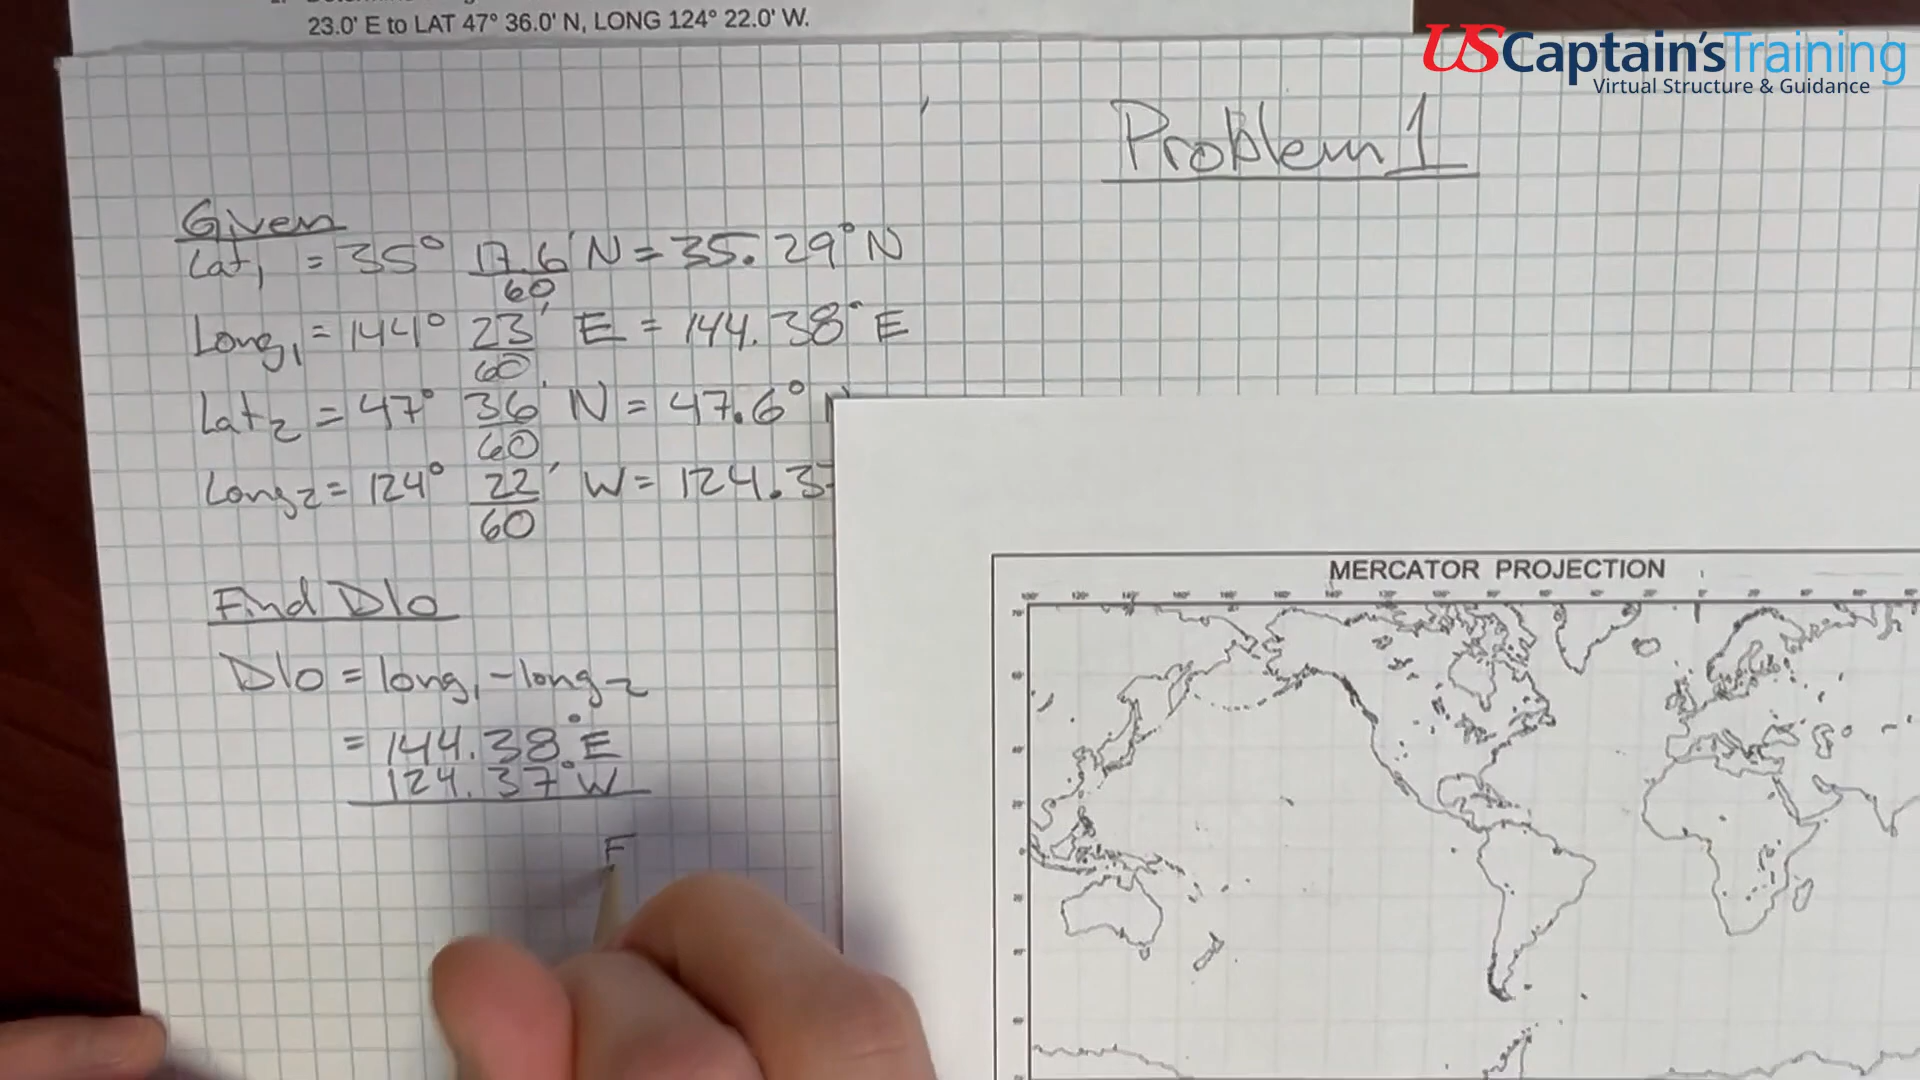 23.0' E to LAT 47° 36.0' N, LONG 124° 22.0' W.
USCaptain'sTraining
Virtual Structure & Guidance
Problem 1
Given
Lat₁ = 35° 17.6'/60 N = 35.29° N
Long₁ = 144° 23'/60 E = 144.38° E
Lat₂ = 47° 36'/60 N = 47.6°
Long₂ = 124° 22'/60 W = 124.37
Find Dlo
Dlo = long₁ - long₂
= 144.38° E
124.37° W
MERCATOR PROJECTION